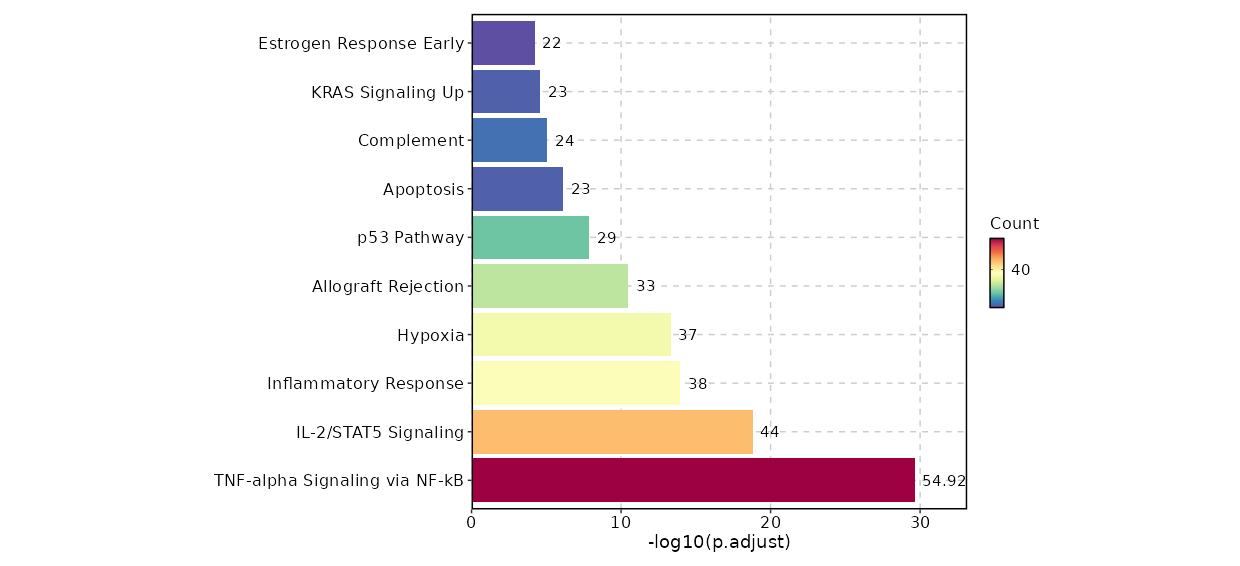 Estrogen Response Early 22
KRAS Signaling Up 23
Complement 24
Apoptosis 23
p53 Pathway 29
Allograft Rejection 33
Hypoxia 37
Inflammatory Response 38
IL-2/STAT5 Signaling 44
TNF-alpha Signaling via NF-kB 54.92
0 10 20 30
-log10(p.adjust)
Count
40